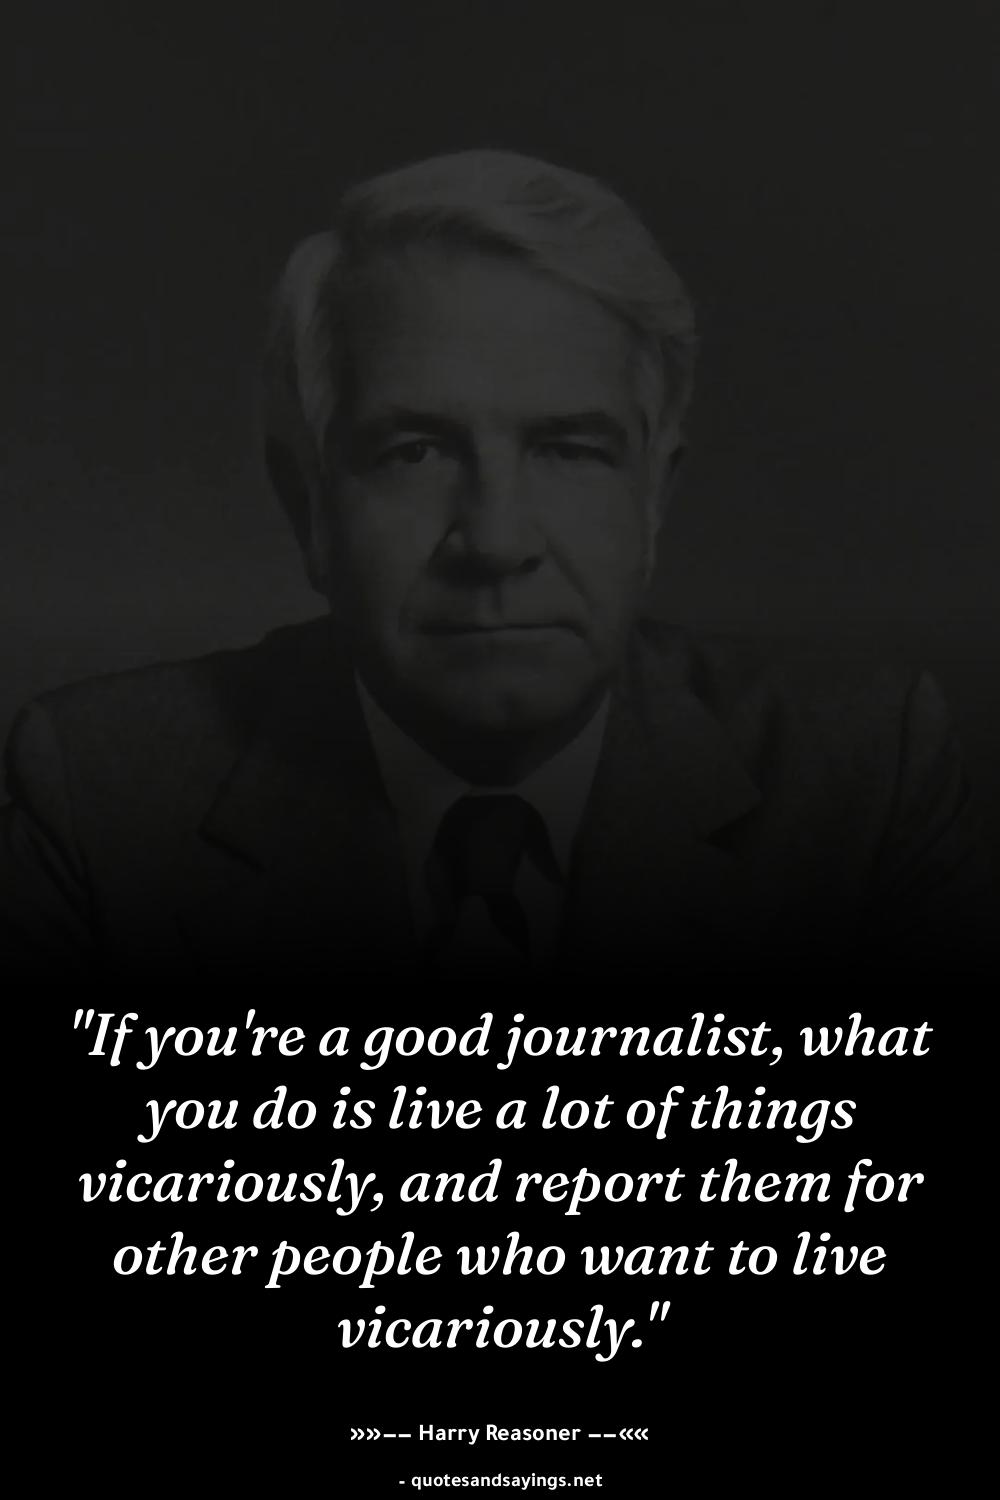 "If you're a good journalist, what
you do is live a lot of things
vicariously, and report them for
other people who want to live
vicariously."
»»−− Harry Reasoner −−««
- quotesandsayings.net